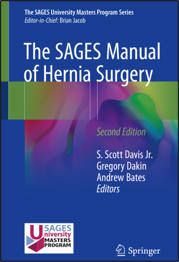 The SAGES University Masters Program Series
Editor-in-Chief: Brian Jacob
The SAGES Manual
of Hernia Surgery
Second Edition
S. Scott Davis Jr.
Gregory Dakin
Andrew Bates
Editors
SAGES
University
MASTERS
PROGRAM
Springer